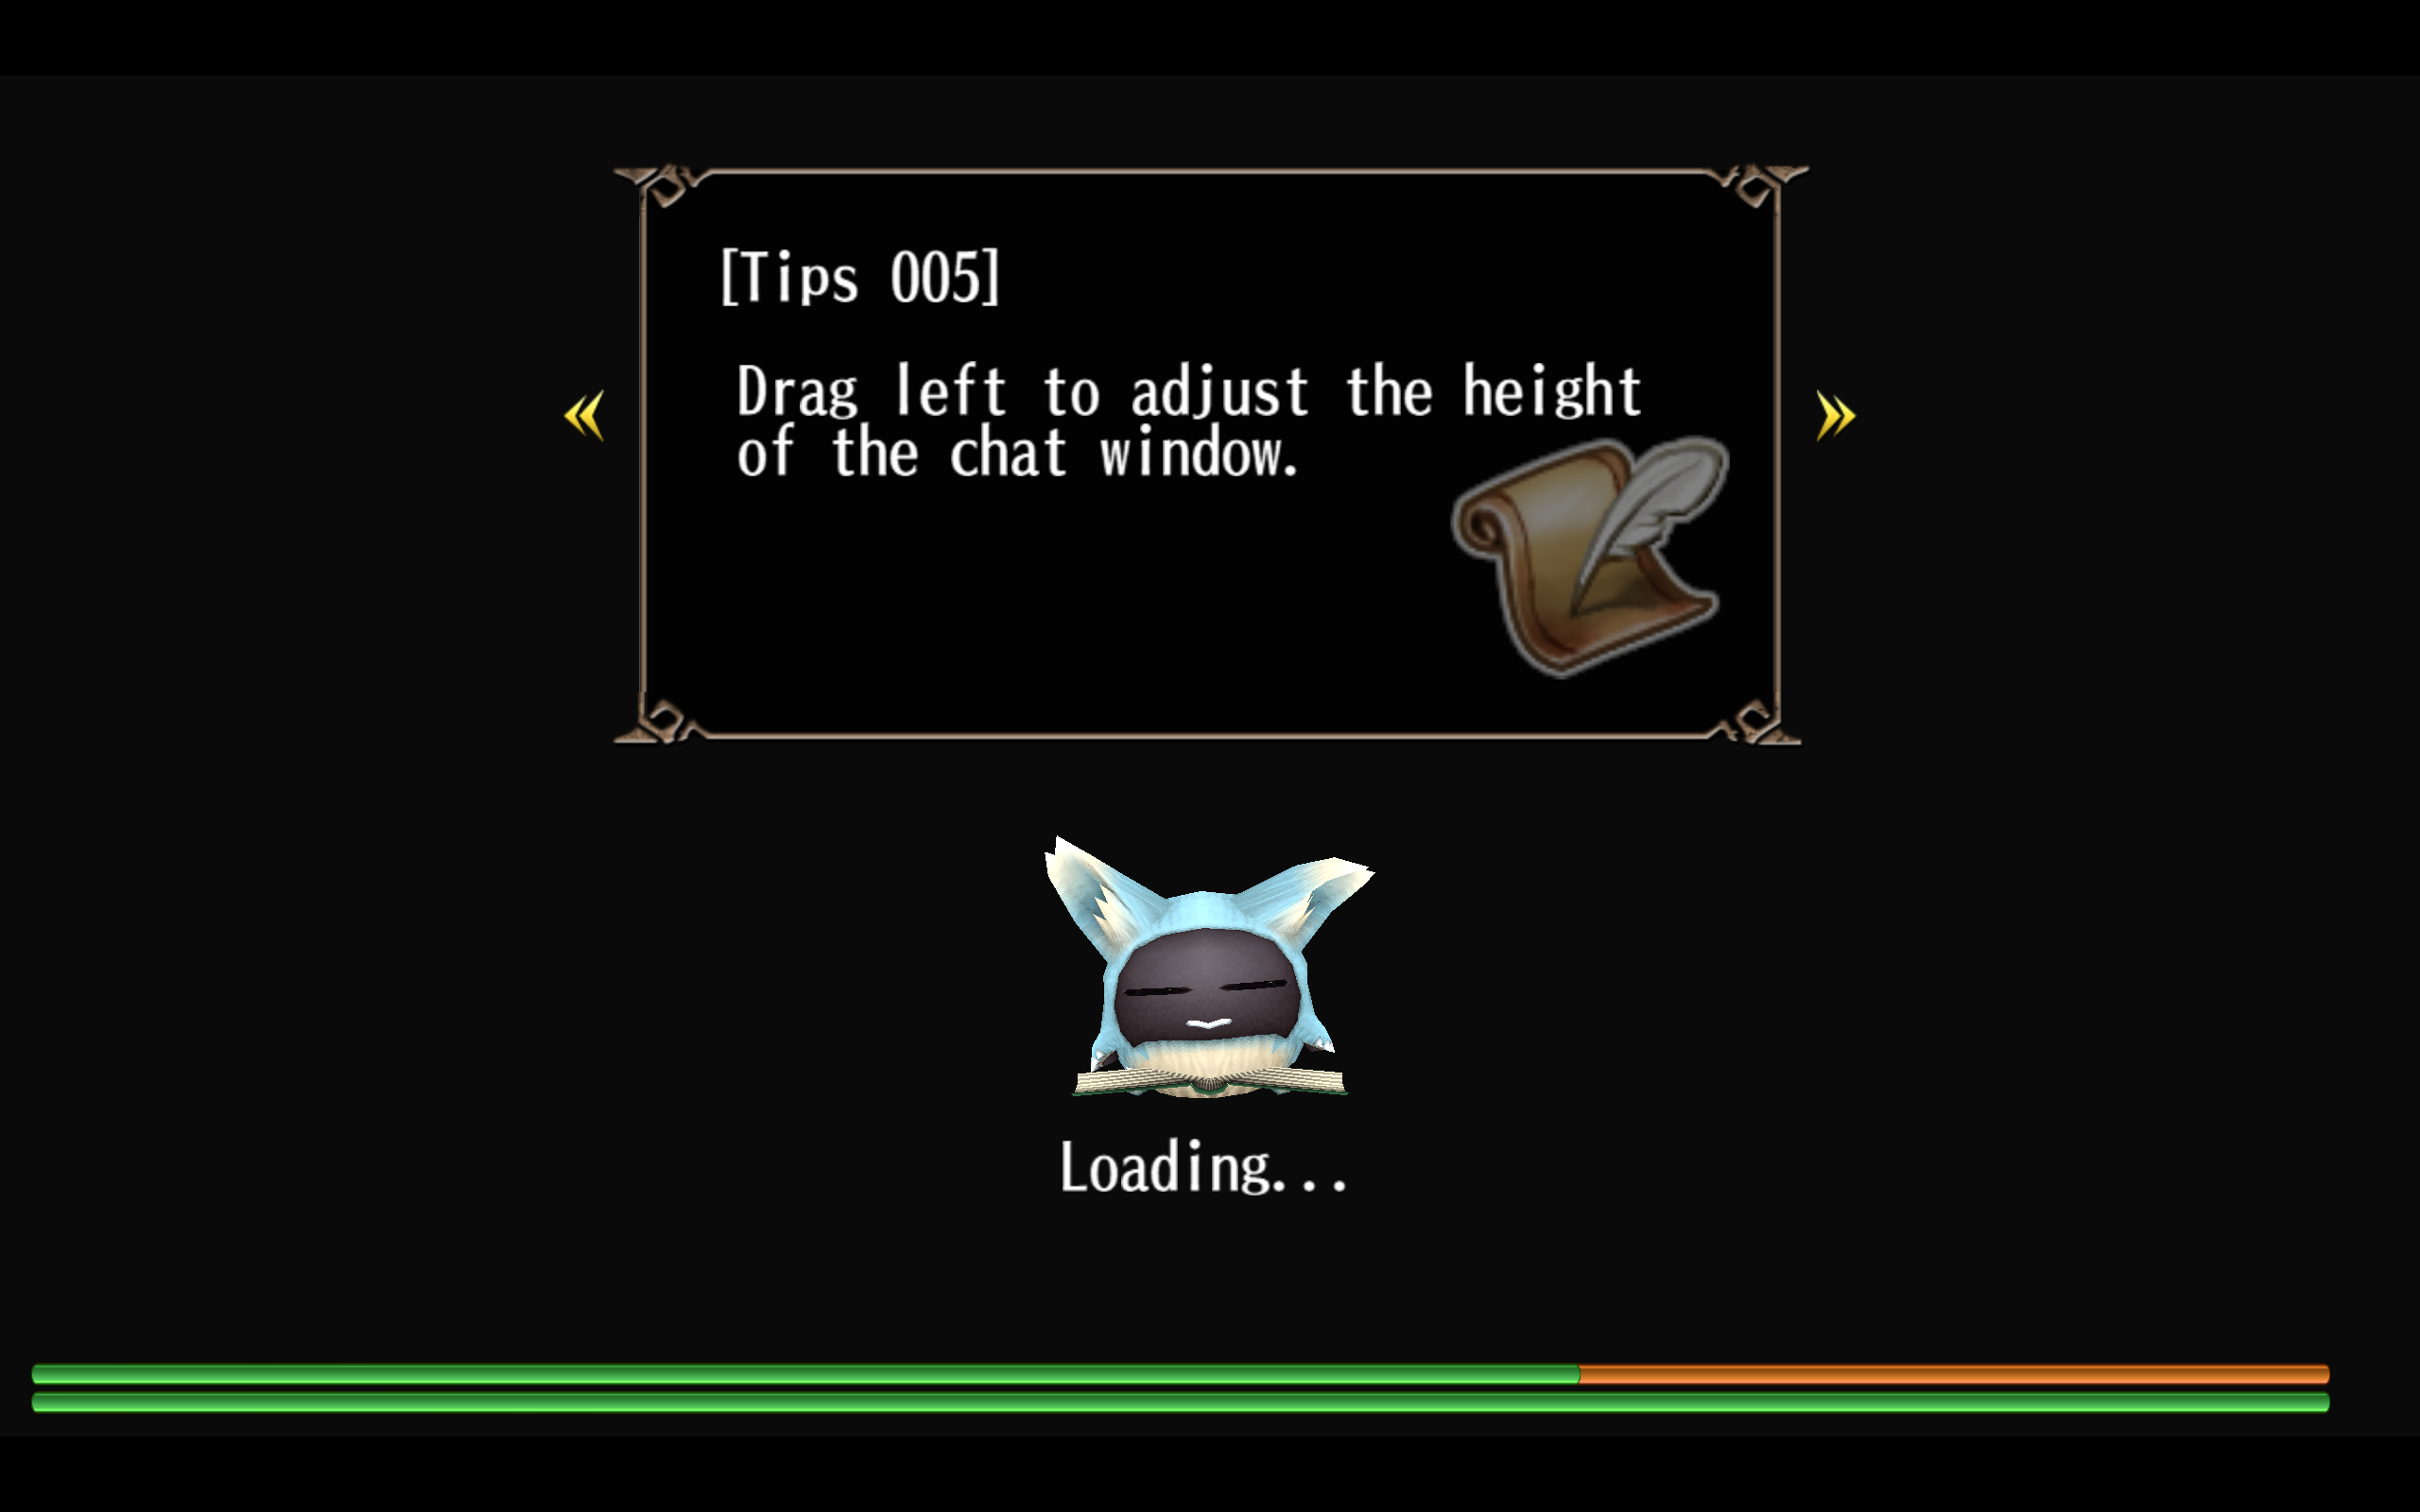 [Tips 005]
Drag left to adjust the height
of the chat window.
Loading...